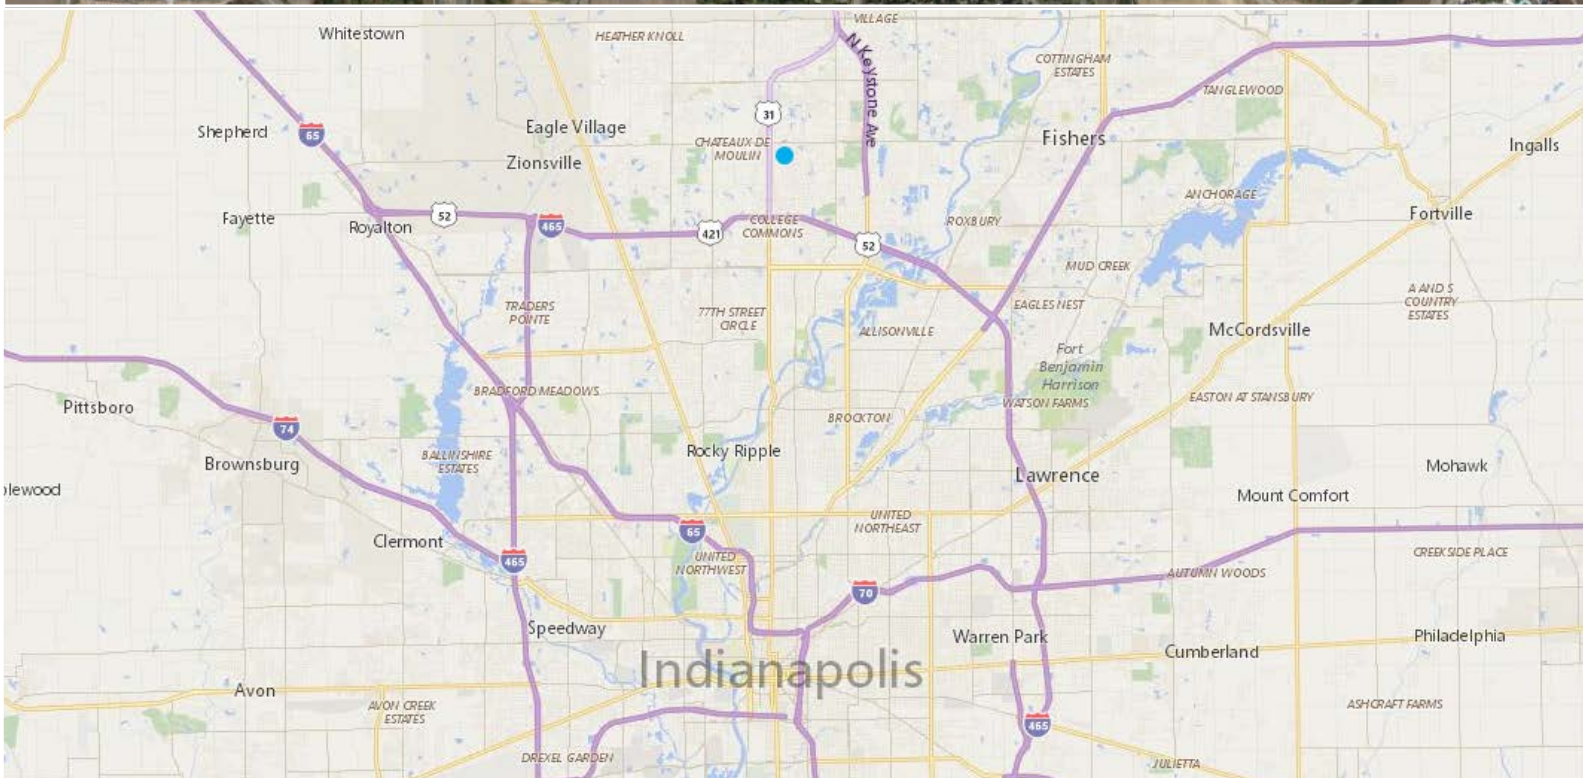 VILLAGE
Whitestown
HEATHER KNOLL
N Keystone Ave
COTTINGHAM
ESTATES
TANGLEWOOD
31
Shepherd
65
Eagle Village
CHATEAUX DE
MOULIN
Fishers
Ingalls
Zionsville
ANCHORAGE
Fayette
Royalton
52
465
421
COLLEGE
COMMONS
52
ROXBURY
Fortville
MUD CREEK
TRADERS
POINTE
77TH STREET
CIRCLE
ALLISONVILLE
EAGLES NEST
A AND S
COUNTRY
ESTATES
McCordsville
Fort
Benjamin
Harrison
Pittsboro
BRADFORD MEADOWS
WATSON FARMS
EASTON AT STANSBURY
74
BROCKTON
Brownsburg
BALLINSHIRE
ESTATES
Rocky Ripple
Lawrence
Mohawk
plewood
Mount Comfort
65
UNITED
NORTHEAST
Clermont
465
UNITED
NORTHWEST
CREEKSIDE PLACE
AUTUMN WOODS
70
Speedway
Warren Park
Philadelphia
Cumberland
Indianapolis
Avon
AVON CREEK
ESTATES
ASHCRAFT FARMS
465
DREXEL GARDEN
JULIETTA